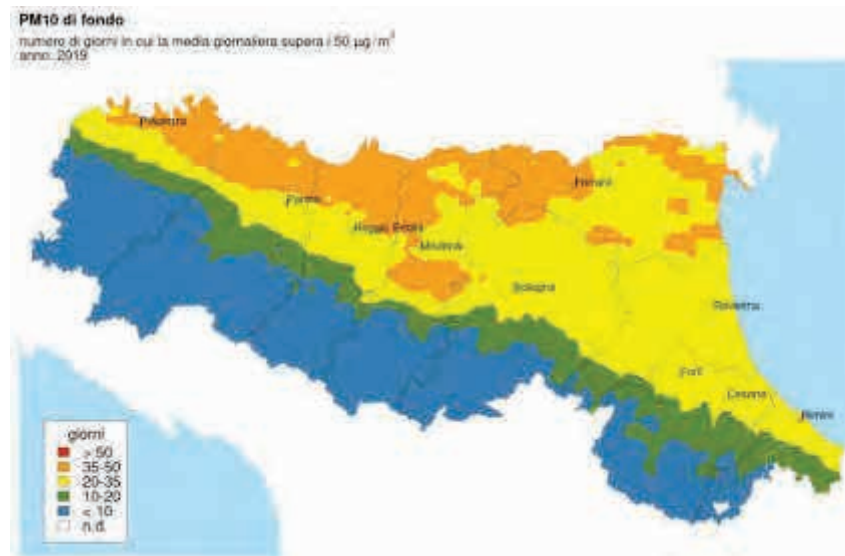 PM10 di fondo
numero di giorni in cui la media giornaliera supera i 50 µg/m³
anno: 2019
Piacenza
Parma
Ferrara
Reggio Emilia
Modena
Bologna
Ravenna
Forlì
Cesena
Rimini
giorni
> 50
35-50
20-35
10-20
< 10
n.d.